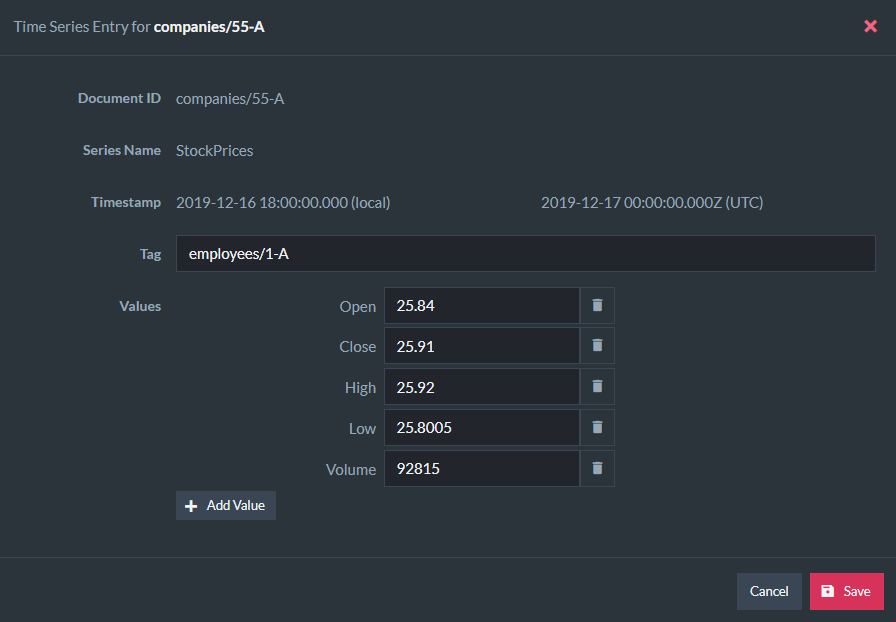 Time Series Entry for companies/55-A
Document ID companies/55-A
Series Name StockPrices
Timestamp 2019-12-16 18:00:00.000 (local) 2019-12-17 00:00:00.000Z (UTC)
Tag employees/1-A
Values Open 25.84
Close 25.91
High 25.92
Low 25.8005
Volume 92815
Add Value
Cancel Save